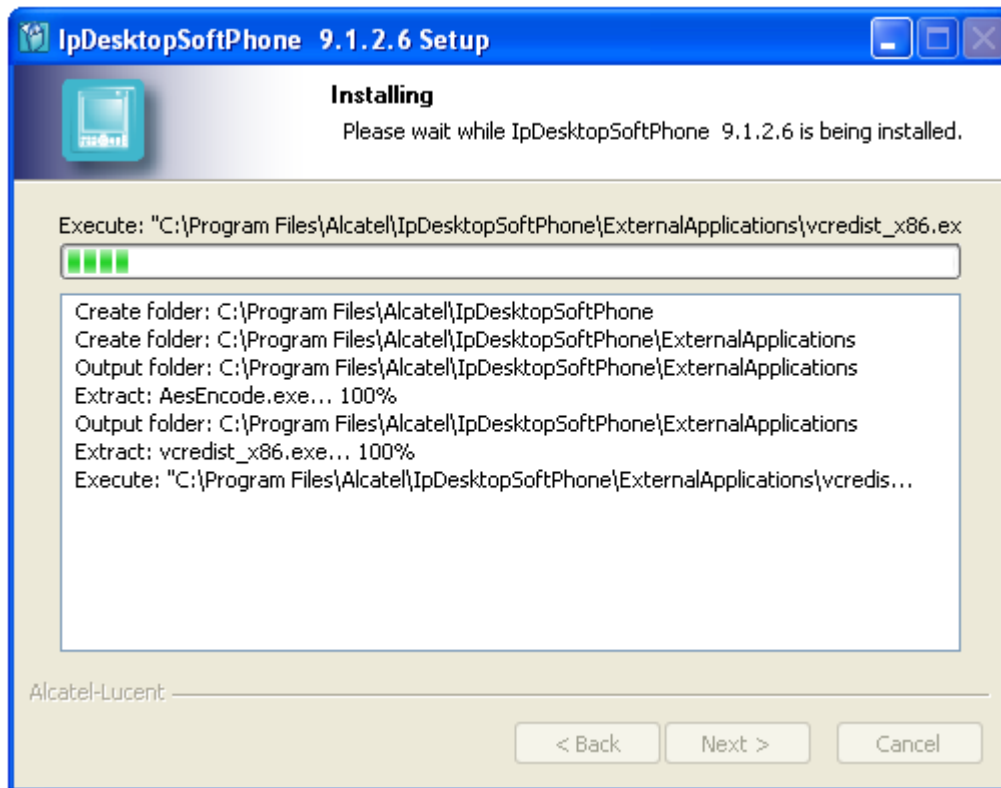 IpDesktopSoftPhone 9.1.2.6 Setup
Installing
Please wait while IpDesktopSoftPhone 9.1.2.6 is being installed.
Execute: "C:\Program Files\Alcatel\IpDesktopSoftPhone\ExternalApplications\vcredist_x86.ex
Create folder: C:\Program Files\Alcatel\IpDesktopSoftPhone
Create folder: C:\Program Files\Alcatel\IpDesktopSoftPhone\ExternalApplications
Output folder: C:\Program Files\Alcatel\IpDesktopSoftPhone\ExternalApplications
Extract: AesEncode.exe... 100%
Output folder: C:\Program Files\Alcatel\IpDesktopSoftPhone\ExternalApplications
Extract: vcredist_x86.exe... 100%
Execute: "C:\Program Files\Alcatel\IpDesktopSoftPhone\ExternalApplications\vcredis...
Alcatel-Lucent
< Back Next > Cancel